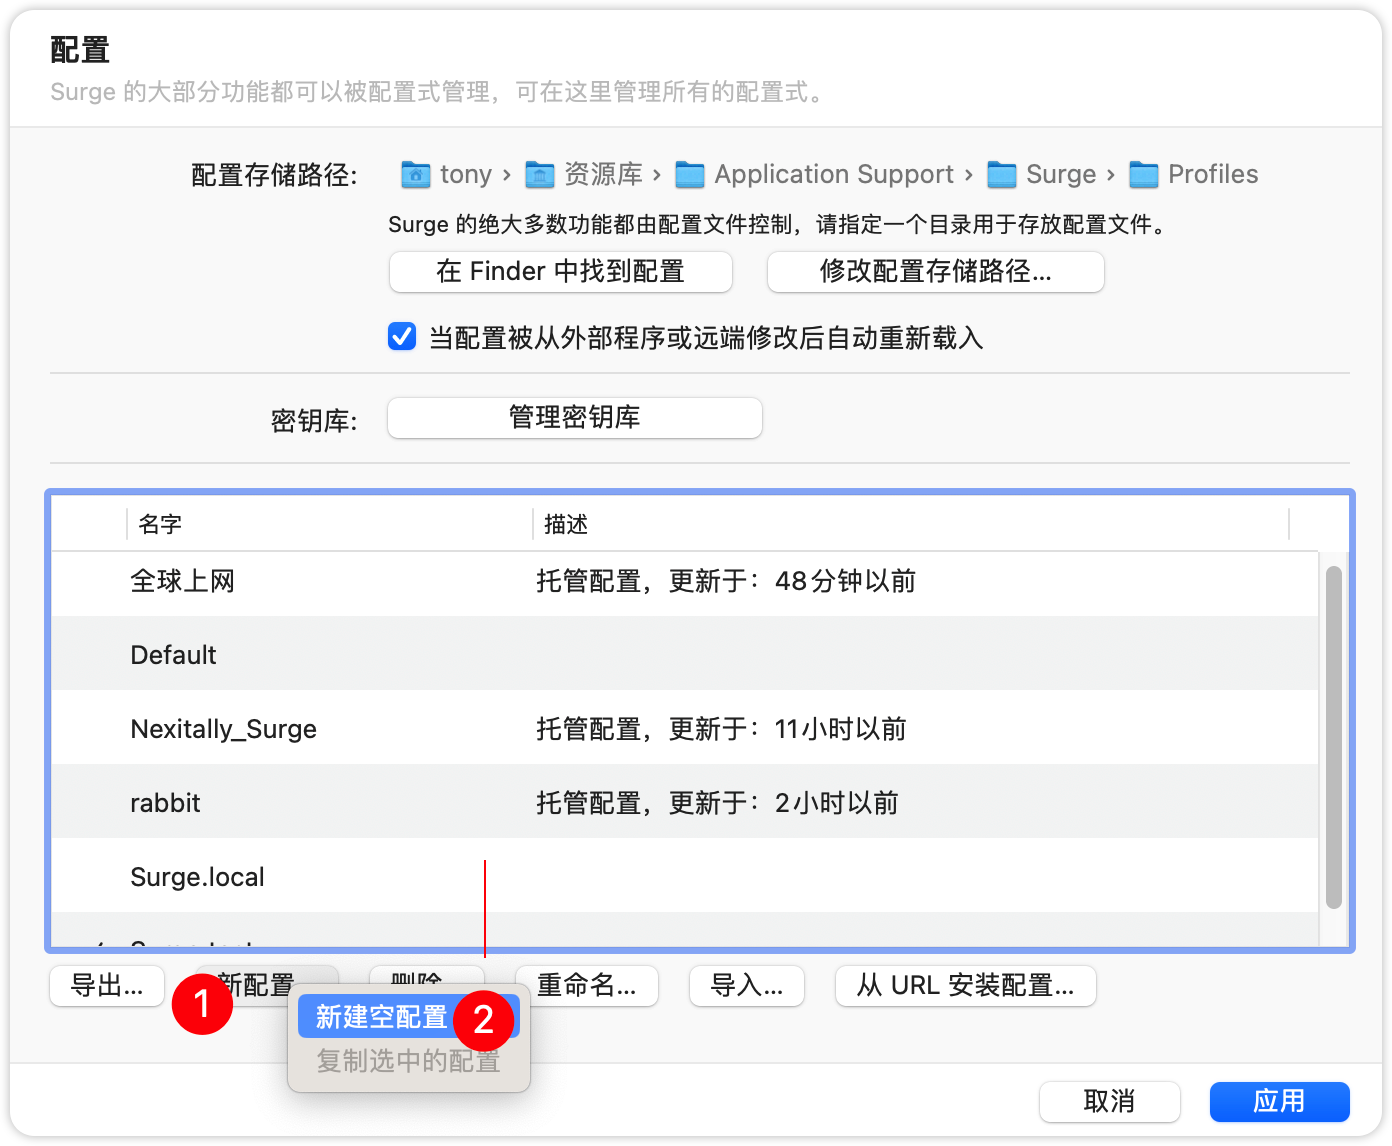 配置
Surge 的大部分功能都可以被配置式管理，可在这里管理所有的配置式。
配置存储路径: tony › 资源库 › Application Support › Surge › Profiles
Surge 的绝大多数功能都由配置文件控制，请指定一个目录用于存放配置文件。
在 Finder 中找到配置 修改配置存储路径...
当配置被从外部程序或远端修改后自动重新载入
密钥库: 管理密钥库
名字 描述
全球上网 托管配置，更新于：48分钟以前
Default
Nexitally_Surge 托管配置，更新于：11小时以前
rabbit 托管配置，更新于：2小时以前
Surge.local
导出... 新配置 删除 重命名... 导入... 从 URL 安装配置...
1
新建空配置 2
复制选中的配置
取消 应用